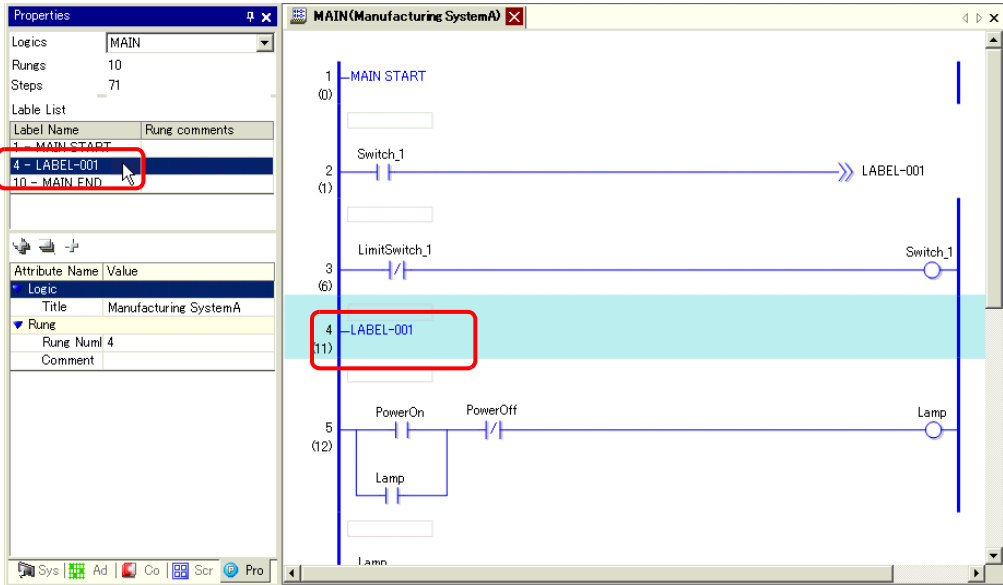 Properties
Logics MAIN
Rungs 10
Steps 71
Lable List
Label Name Rung comments
1 - MAIN START
4 - LABEL-001
10 - MAIN END
Attribute Name Value
Logic
Title Manufacturing SystemA
Rung
Rung Numl 4
Comment
Sys Ad Co Scr Pro
MAIN(Manufacturing SystemA)
1 MAIN START
(0)
Switch_1
2 LABEL-001
(1)
LimitSwitch_1 Switch_1
3
(6)
4 LABEL-001
(11)
PowerOn PowerOff Lamp
5
(12)
Lamp
Lamp